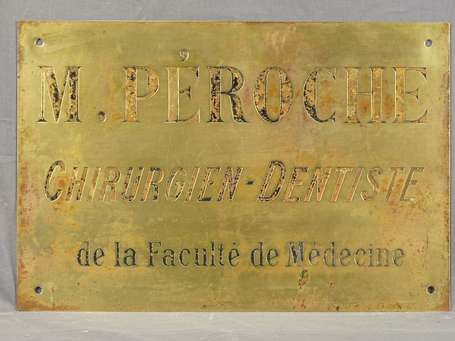 M. PÉROCHE
CHIRURGIEN-DENTISTE
de la Faculté de Médecine